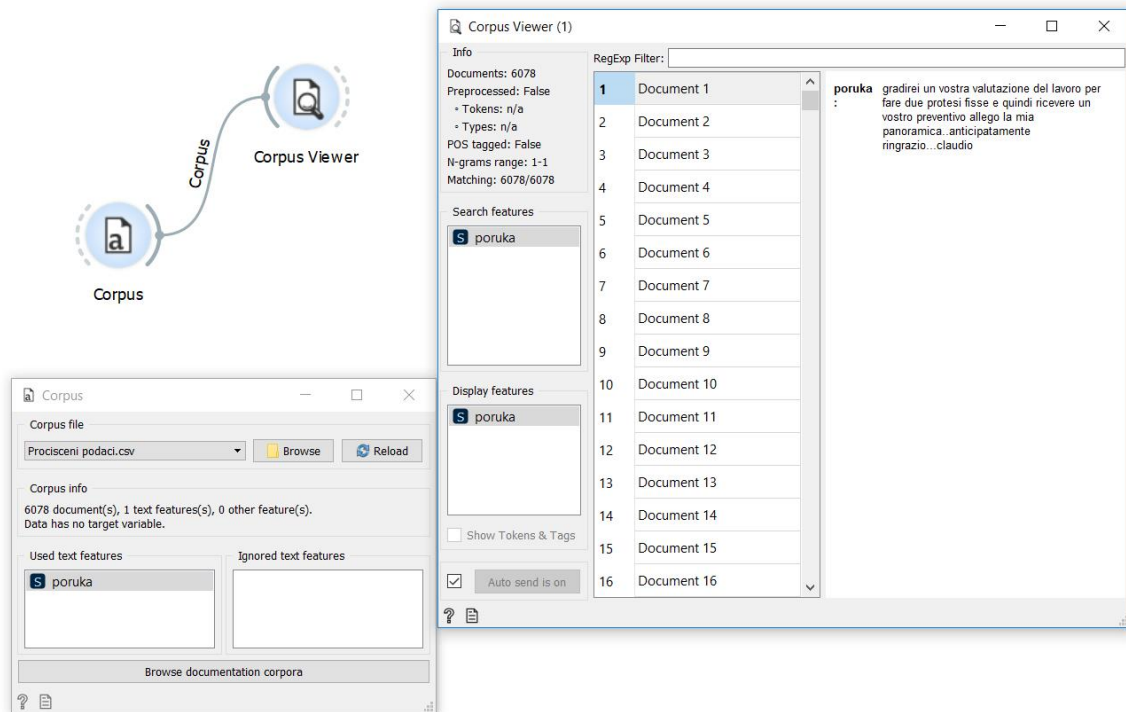 Corpus Viewer
Corpus
Corpus
Corpus
Corpus file
Procisceni podaci.csv
Browse
Reload
Corpus info
6078 document(s), 1 text features(s), 0 other feature(s).
Data has no target variable.
Used text features
Ignored text features
S poruka
Browse documentation corpora
?
Corpus Viewer (1)
Info
Documents: 6078
Preprocessed: False
◦ Tokens: n/a
◦ Types: n/a
POS tagged: False
N-grams range: 1-1
Matching: 6078/6078
Search features
S poruka
Display features
S poruka
Show Tokens & Tags
Auto send is on
?
RegExp Filter:
1 Document 1
2 Document 2
3 Document 3
4 Document 4
5 Document 5
6 Document 6
7 Document 7
8 Document 8
9 Document 9
10 Document 10
11 Document 11
12 Document 12
13 Document 13
14 Document 14
15 Document 15
16 Document 16
poruka gradirei un vostra valutazione del lavoro per
: fare due protesi fisse e quindi ricevere un
vostro preventivo allego la mia
panoramica..anticipatamente
ringrazio...claudio